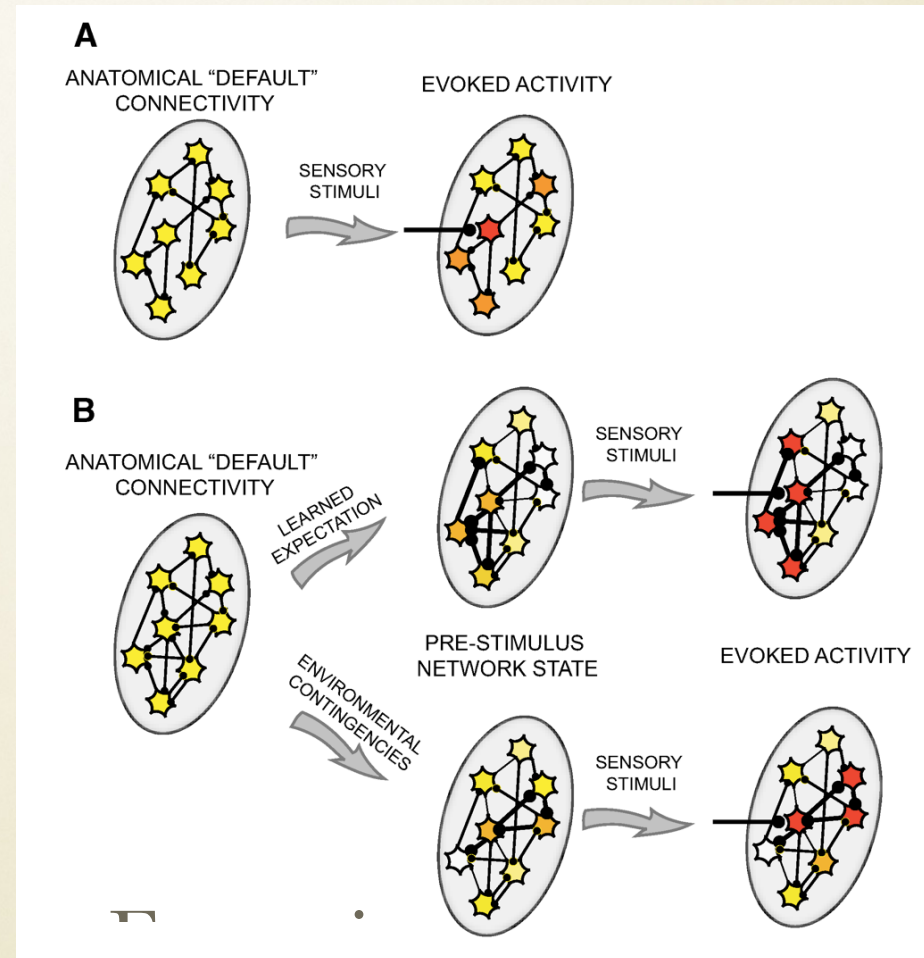 A
ANATOMICAL “DEFAULT”
CONNECTIVITY
EVOKED ACTIVITY
SENSORY
STIMULI
B
ANATOMICAL “DEFAULT”
CONNECTIVITY
LEARNED
EXPECTATION
SENSORY
STIMULI
PRE-STIMULUS
NETWORK STATE
EVOKED ACTIVITY
ENVIRONMENTAL
CONTINGENCIES
SENSORY
STIMULI